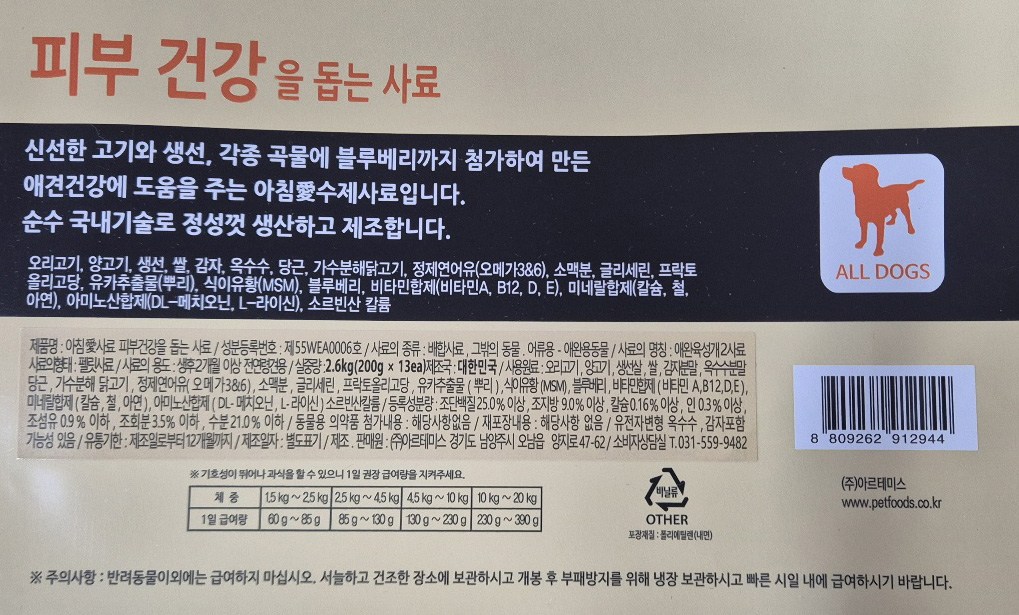 피부 건강을 돕는 사료
신선한 고기와 생선, 각종 곡물에 블루베리까지 첨가하여 만든
애견건강에 도움을 주는 아침愛수제사료입니다.
순수 국내기술로 정성껏 생산하고 제조합니다.
오리고기, 양고기, 생선, 쌀, 감자, 옥수수, 당근, 가수분해닭고기, 정제연어유(오메가3&6), 소맥분, 글리세린, 프락토
올리고당, 유카추출물(뿌리), 식이유황(MSM), 블루베리, 비타민합제(비타민A, B12, D, E), 미네랄합제(칼슘, 철,
아연), 아미노산합제(DL-메치오닌, L-라이신), 소르빈산 칼륨
ALL DOGS
제품명 : 아침愛사료 피부건강을 돕는 사료 / 성분등록번호 : 제55WEA0006호 / 사료의 종류 : 배합사료, 그밖의 동물·어류용 - 애완용동물 / 사료의 명칭 : 애완육성개2사료
사료의형태 : 펠릿사료 / 사료의 용도 : 생후2개월 이상 전연령견용 / 실중량 : 2.6kg(200g × 13ea)제조국 : 대한민국 / 사용원료 : 오리고기, 양고기, 생선살, 쌀, 감자분말, 옥수수분말
당근, 가수분해 닭고기, 정제연어유( 오메가3&6), 소맥분, 글리세린, 프락토올리고당, 유카추출물 ( 뿌리 ), 식이유황 (MSM), 블루베리, 비타민합제 (비타민 A,B12,D,E),
미네랄합제 ( 칼슘, 철, 아연 ), 아미노산합제 ( DL- 메치오닌, L- 라이신 ) 소르빈산칼륨 / 등록성분량 : 조단백질25.0% 이상, 조지방 9.0% 이상, 칼슘0.16% 이상, 인 0.3% 이상,
조섬유 0.9% 이하, 조회분 3.5% 이하, 수분 21.0% 이하 / 동물용 의약품 첨가내용 : 해당사항없음 / 재포장내용 : 해당사항 없음 / 유전자변형 옥수수, 감자포함
가능성 있음 / 유통기한 : 제조일로부터 12개월까지 / 제조일자 : 별도표기 / 제조·판매원 : (주)아르테미스 경기도 남양주시 오남읍 양지로 47-62 / 소비자상담실 T.031-559-9482
8 809262 912944
※ 기호성이 뛰어나 과식을 할 수 있으니 1일 권장 급여량을 지켜주세요.
체 중 1.5 kg ~ 2.5 kg 2.5 kg ~ 4.5 kg 4.5 kg ~ 10 kg 10 kg ~ 20 kg
1일 급여량 60 g ~ 85 g 85 g ~ 130 g 130 g ~ 230 g 230 g ~ 390 g
비닐류
OTHER
포장재질 : 폴리에틸렌(내면)
(주)아르테미스
www.petfoods.co.kr
※ 주의사항 : 반려동물이외에는 급여하지 마십시오. 서늘하고 건조한 장소에 보관하시고 개봉 후 부패방지를 위해 냉장 보관하시고 빠른 시일 내에 급여하시기 바랍니다.